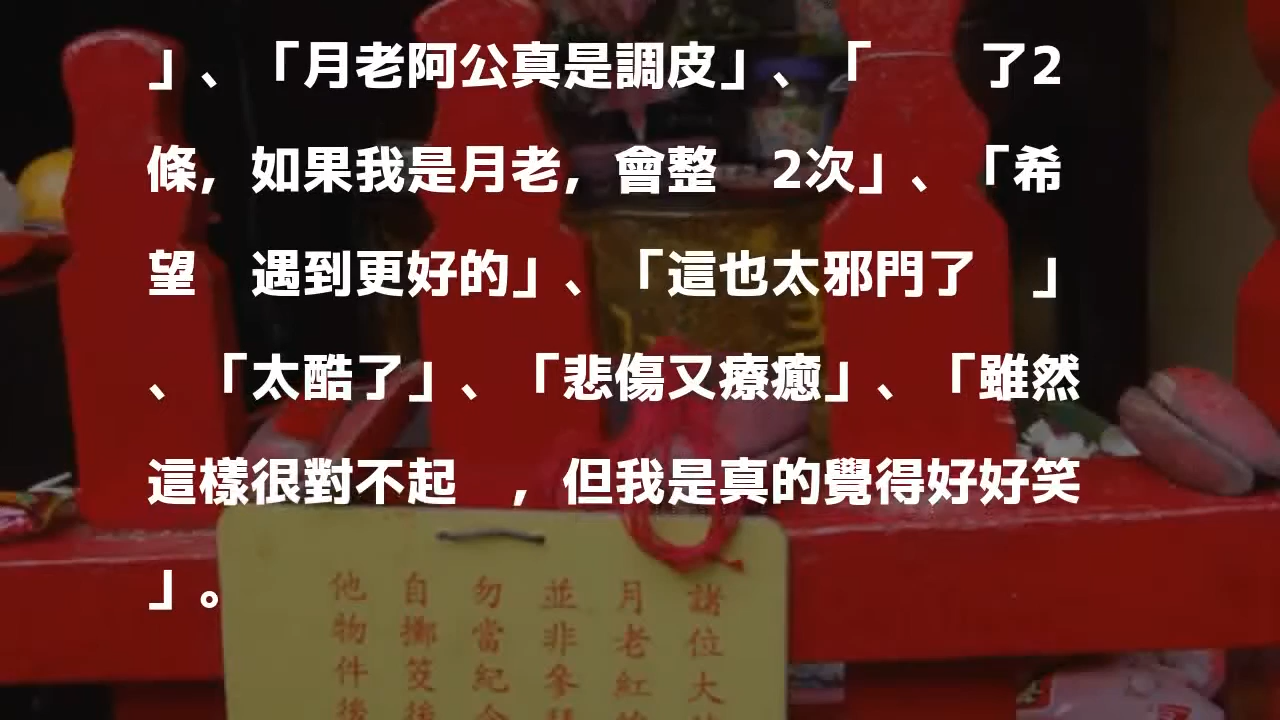 」、「月老阿公真是調皮」、「　　了2
條，如果我是月老，會整　2次」、「希
望　遇到更好的」、「這也太邪門了　」
、「太酷了」、「悲傷又療癒」、「雖然
這樣很對不起　，但我是真的覺得好好笑
」。
諸位大
月老紅
並非參
勿當紀
自擲筊後
他物件後